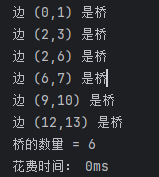 边 (0,1) 是桥
边 (2,3) 是桥
边 (2,6) 是桥
边 (6,7) 是桥
边 (9,10) 是桥
边 (12,13) 是桥
桥的数量 = 6
花费时间: 0ms